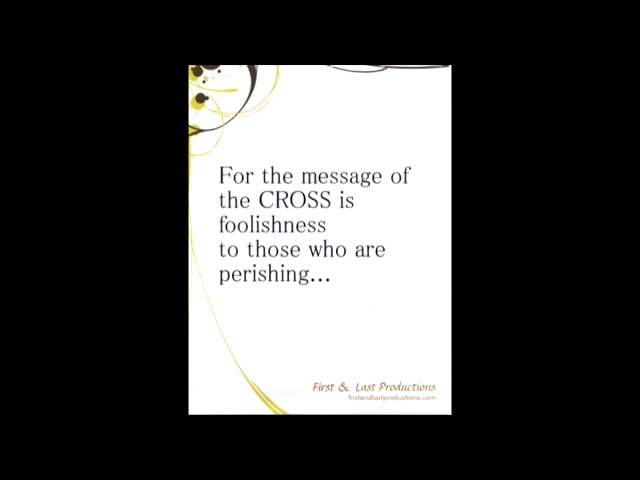 For the message of
the CROSS is
foolishness
to those who are
perishing...
First & Last Productions
firstandlastproductions.com